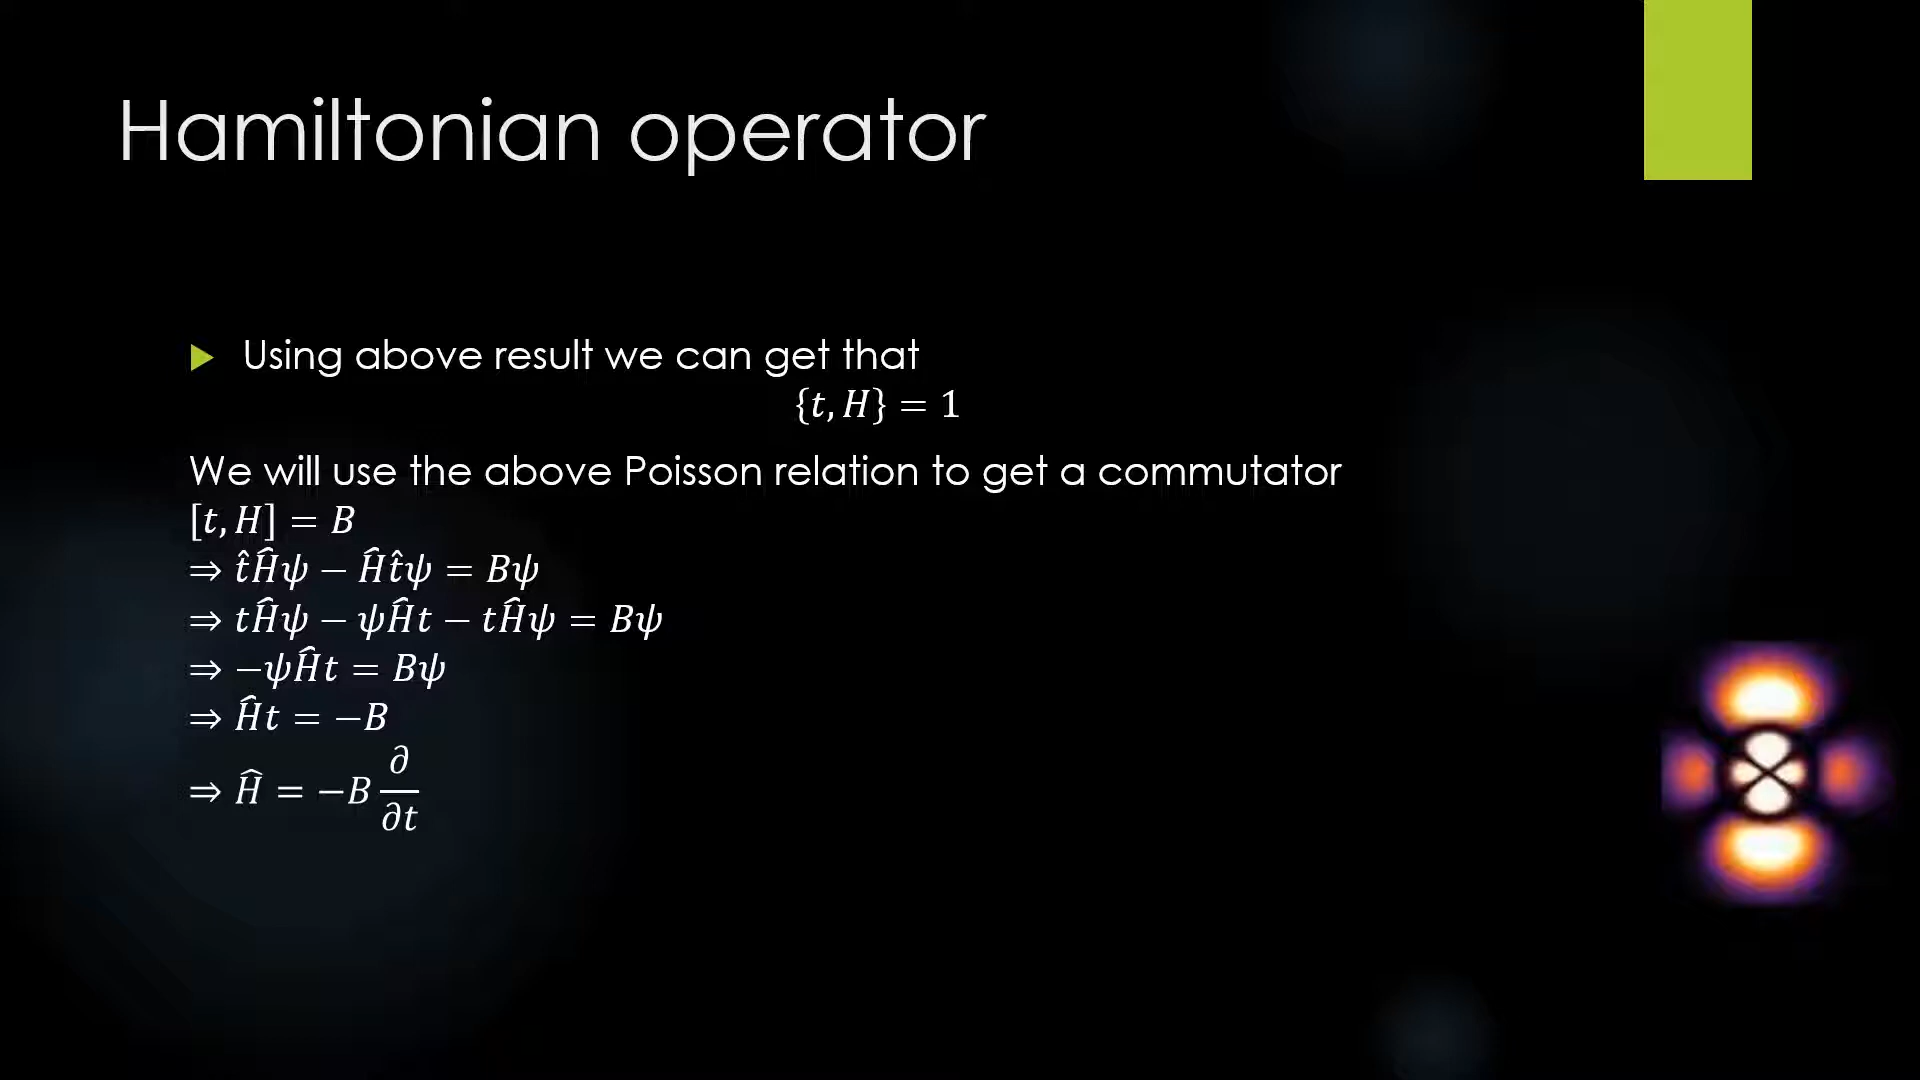 Hamiltonian operator
Using above result we can get that
{t, H} = 1
We will use the above Poisson relation to get a commutator
[t, H] = B
⇒ t̂Ĥψ − Ĥt̂ψ = Bψ
⇒ tĤψ − ψĤt − tĤψ = Bψ
⇒ −ψĤt = Bψ
⇒ Ĥt = −B
⇒ Ĥ = −B ∂/∂t